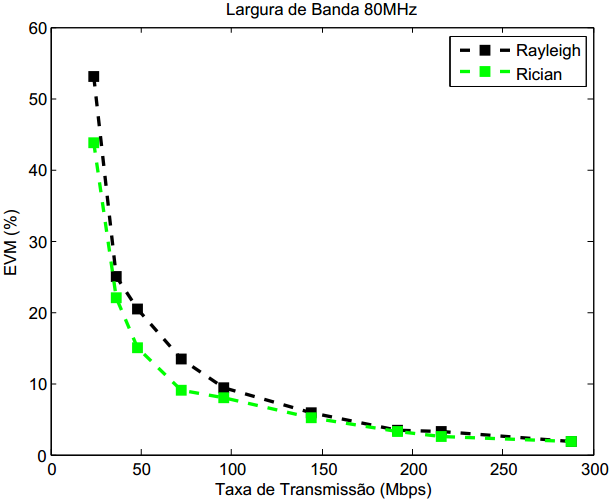 Largura de Banda 80MHz
Rayleigh
Rician
EVM (%)
60
50
40
30
20
10
0
0 50 100 150 200 250 300
Taxa de Transmissão (Mbps)